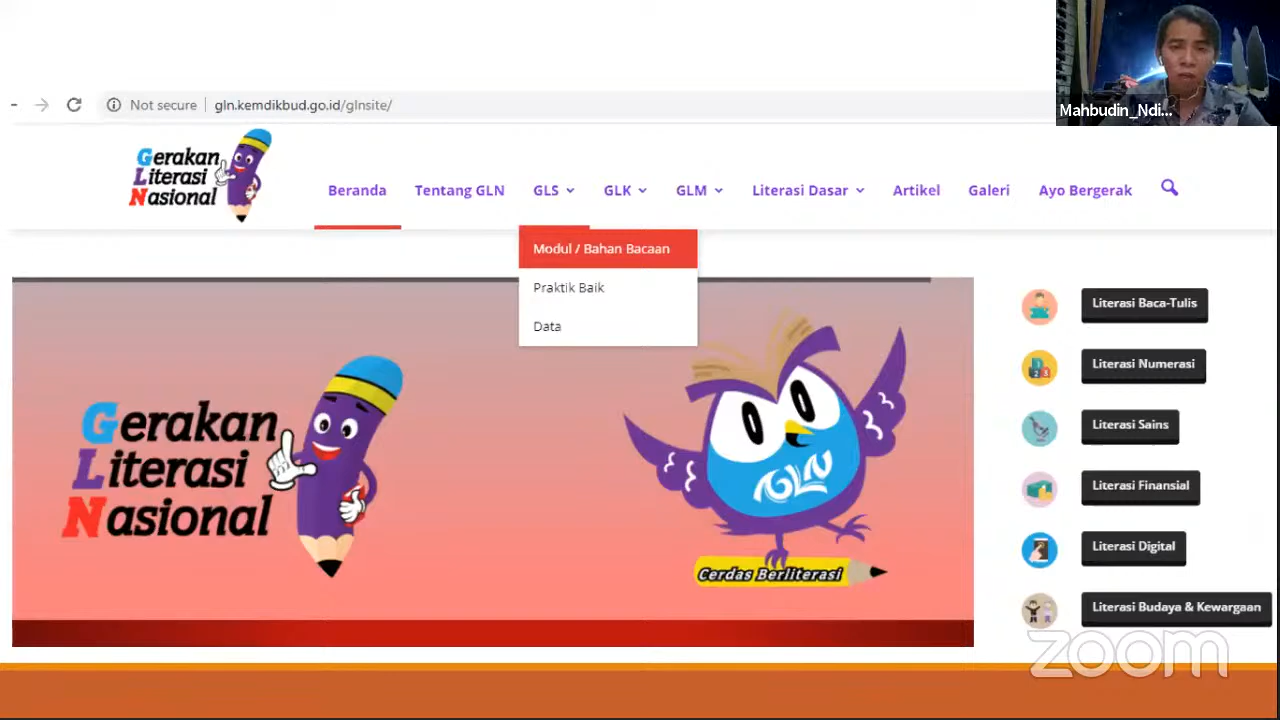 Mahbudin_Ndi...
Not secure
gln.kemdikbud.go.id/glnsite/
Gerakan
Literasi
Nasional
Beranda
Tentang GLN
GLS
GLK
GLM
Literasi Dasar
Artikel
Galeri
Ayo Bergerak
Modul / Bahan Bacaan
Praktik Baik
Data
Gerakan
Literasi
Nasional
GLN
Cerdas Berliterasi
Literasi Baca-Tulis
Literasi Numerasi
Literasi Sains
Literasi Finansial
Literasi Digital
Literasi Budaya & Kewargaan
zoom